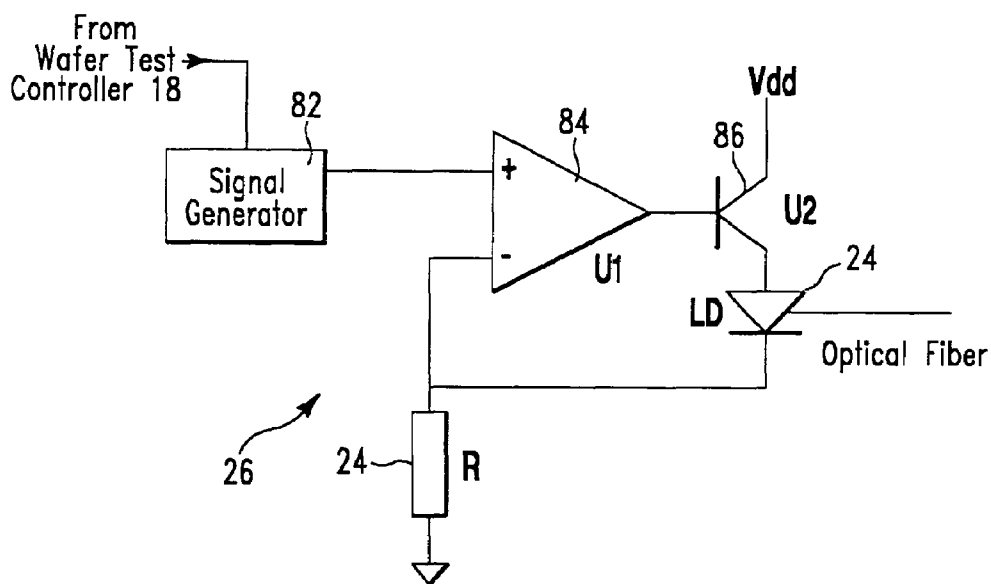 From
Wafer Test
Controller 18
82
Signal
Generator
+
-
84
U1
Vdd
86
U2
24
LD
Optical Fiber
26
24
R